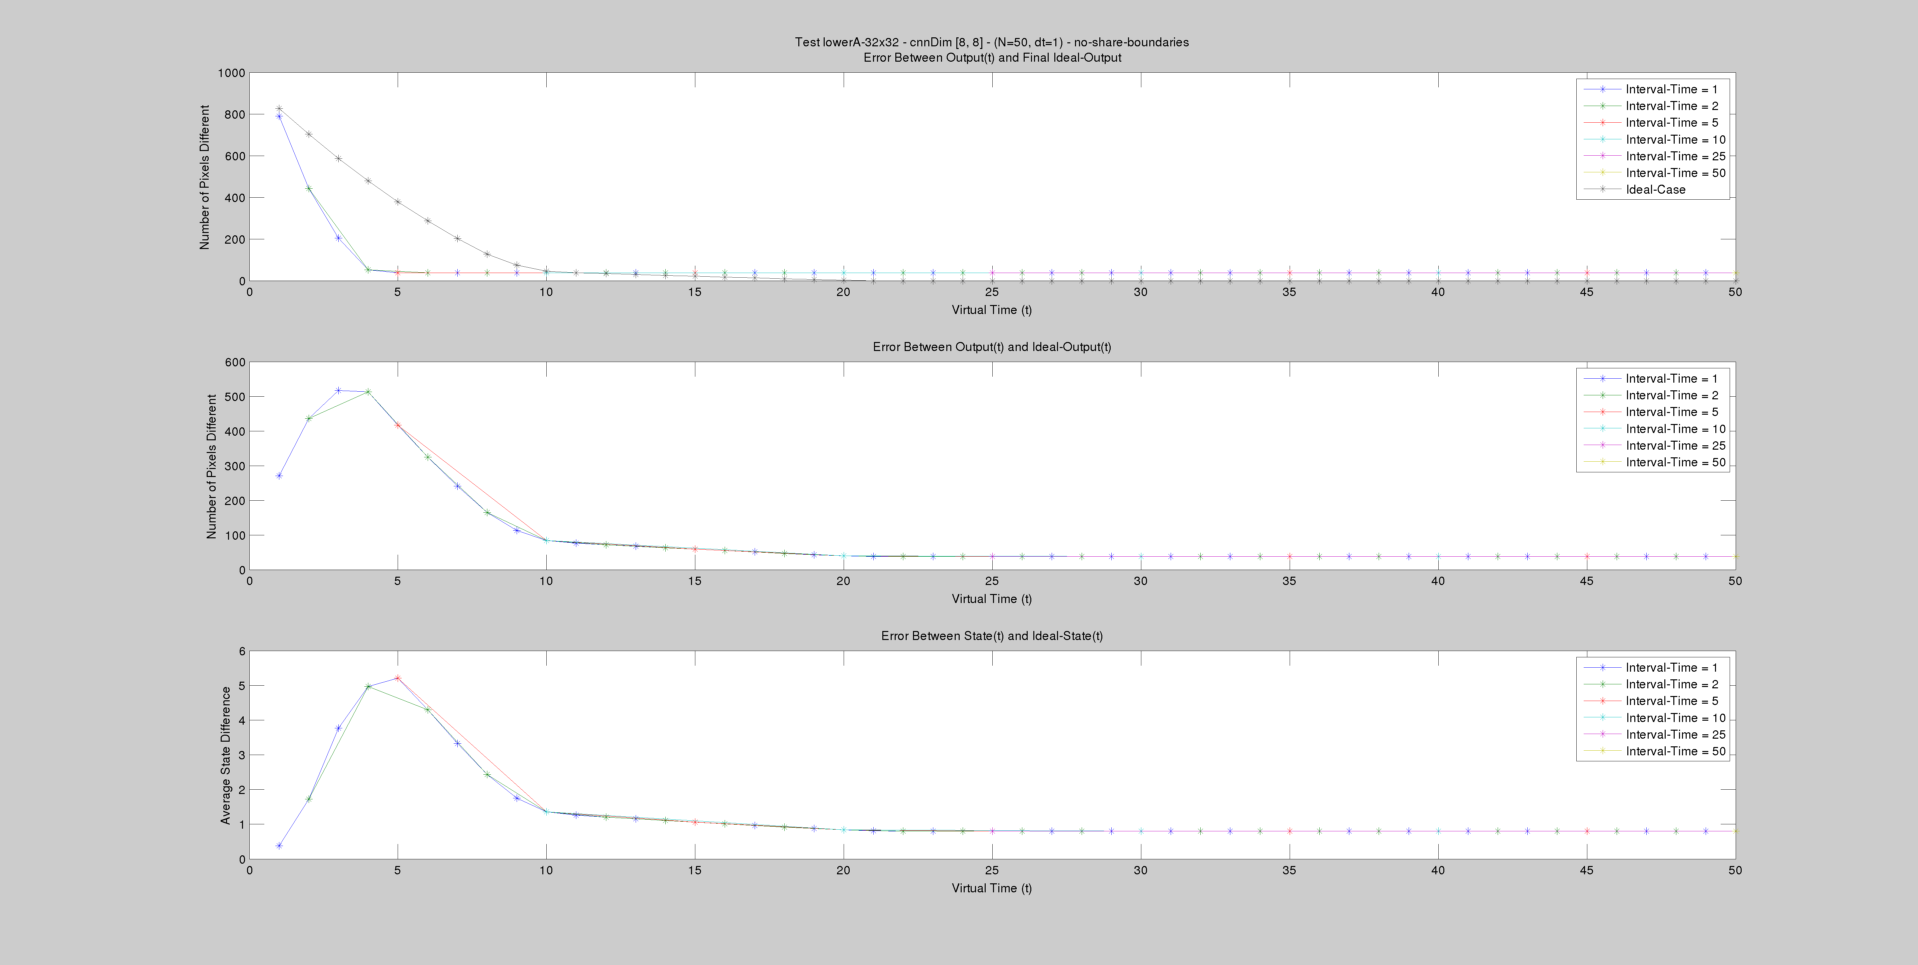 Test lowerA-32x32 - cnnDim [8, 8] - (N=50, dt=1) - no-share-boundaries
Error Between Output(t) and Final Ideal-Output
Number of Pixels Different
1000
800
600
400
200
0
0 5 10 15 20 25 30 35 40 45 50
Virtual Time (t)
Interval-Time = 1
Interval-Time = 2
Interval-Time = 5
Interval-Time = 10
Interval-Time = 25
Interval-Time = 50
Ideal-Case
Error Between Output(t) and Ideal-Output(t)
Number of Pixels Different
600
500
400
300
200
100
0
0 5 10 15 20 25 30 35 40 45 50
Virtual Time (t)
Interval-Time = 1
Interval-Time = 2
Interval-Time = 5
Interval-Time = 10
Interval-Time = 25
Interval-Time = 50
Error Between State(t) and Ideal-State(t)
Average State Difference
6
5
4
3
2
1
0
0 5 10 15 20 25 30 35 40 45 50
Virtual Time (t)
Interval-Time = 1
Interval-Time = 2
Interval-Time = 5
Interval-Time = 10
Interval-Time = 25
Interval-Time = 50